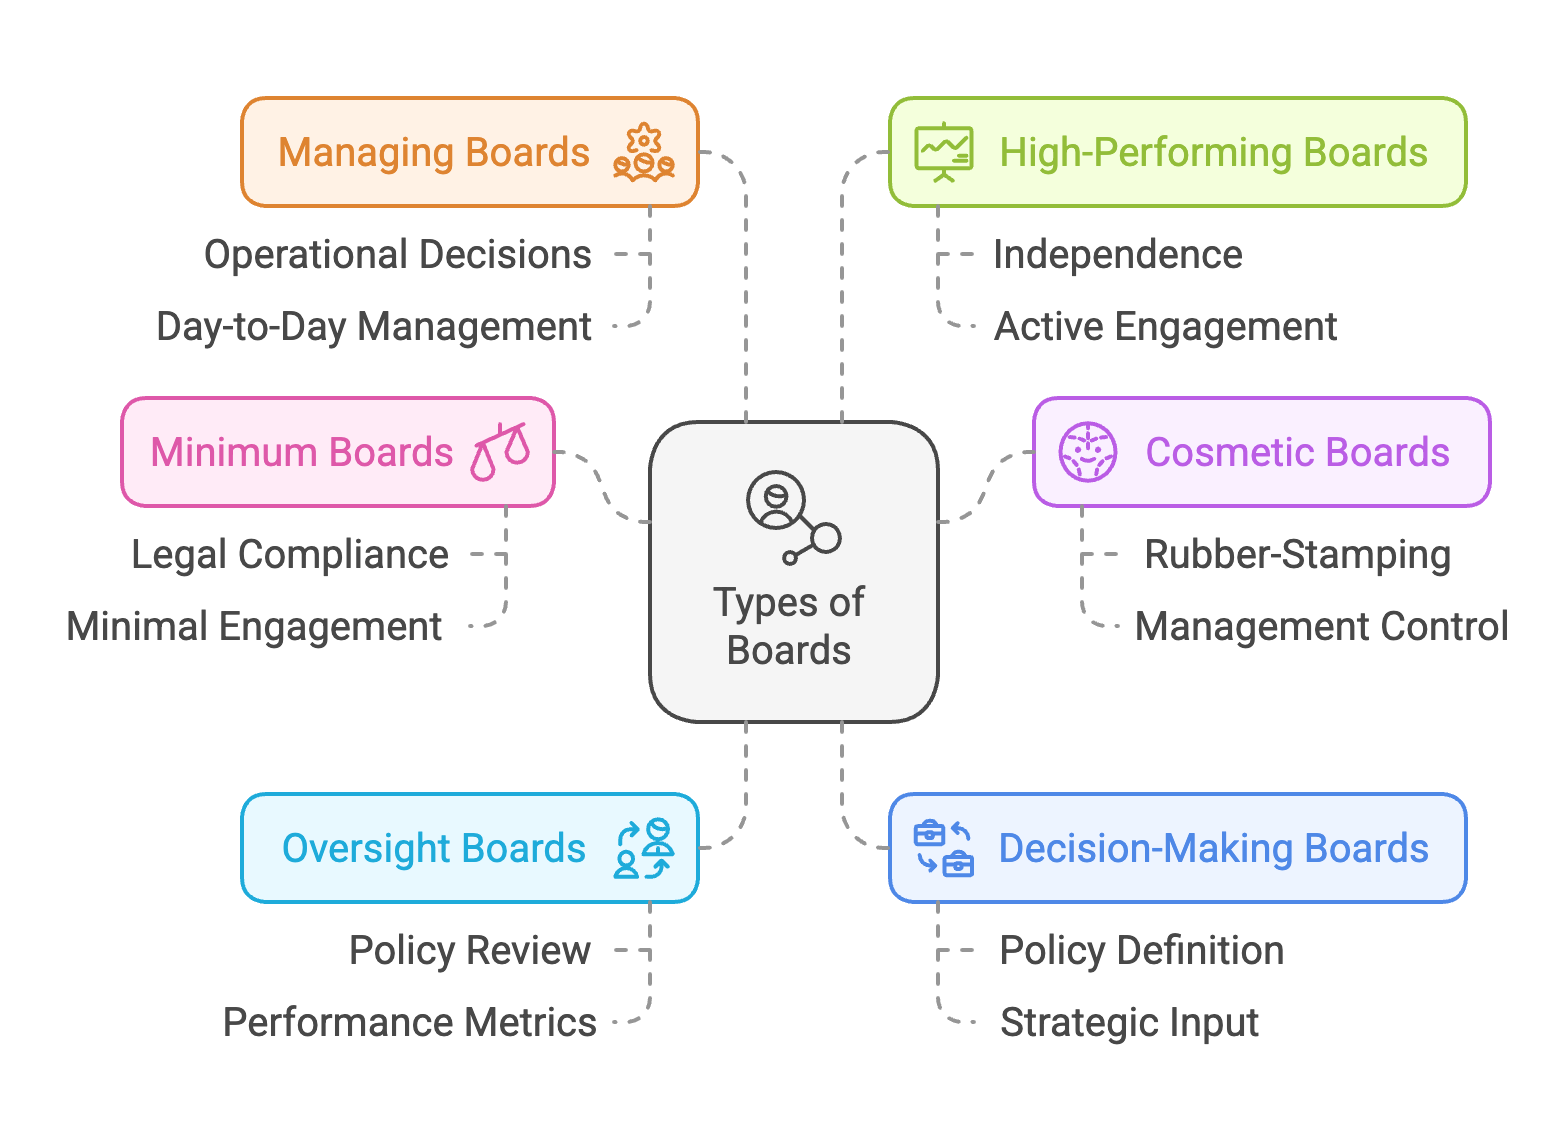 Managing Boards
Operational Decisions
Day-to-Day Management
High-Performing Boards
Independence
Active Engagement
Minimum Boards
Legal Compliance
Minimal Engagement
Types of
Boards
Cosmetic Boards
Rubber-Stamping
Management Control
Oversight Boards
Policy Review
Performance Metrics
Decision-Making Boards
Policy Definition
Strategic Input